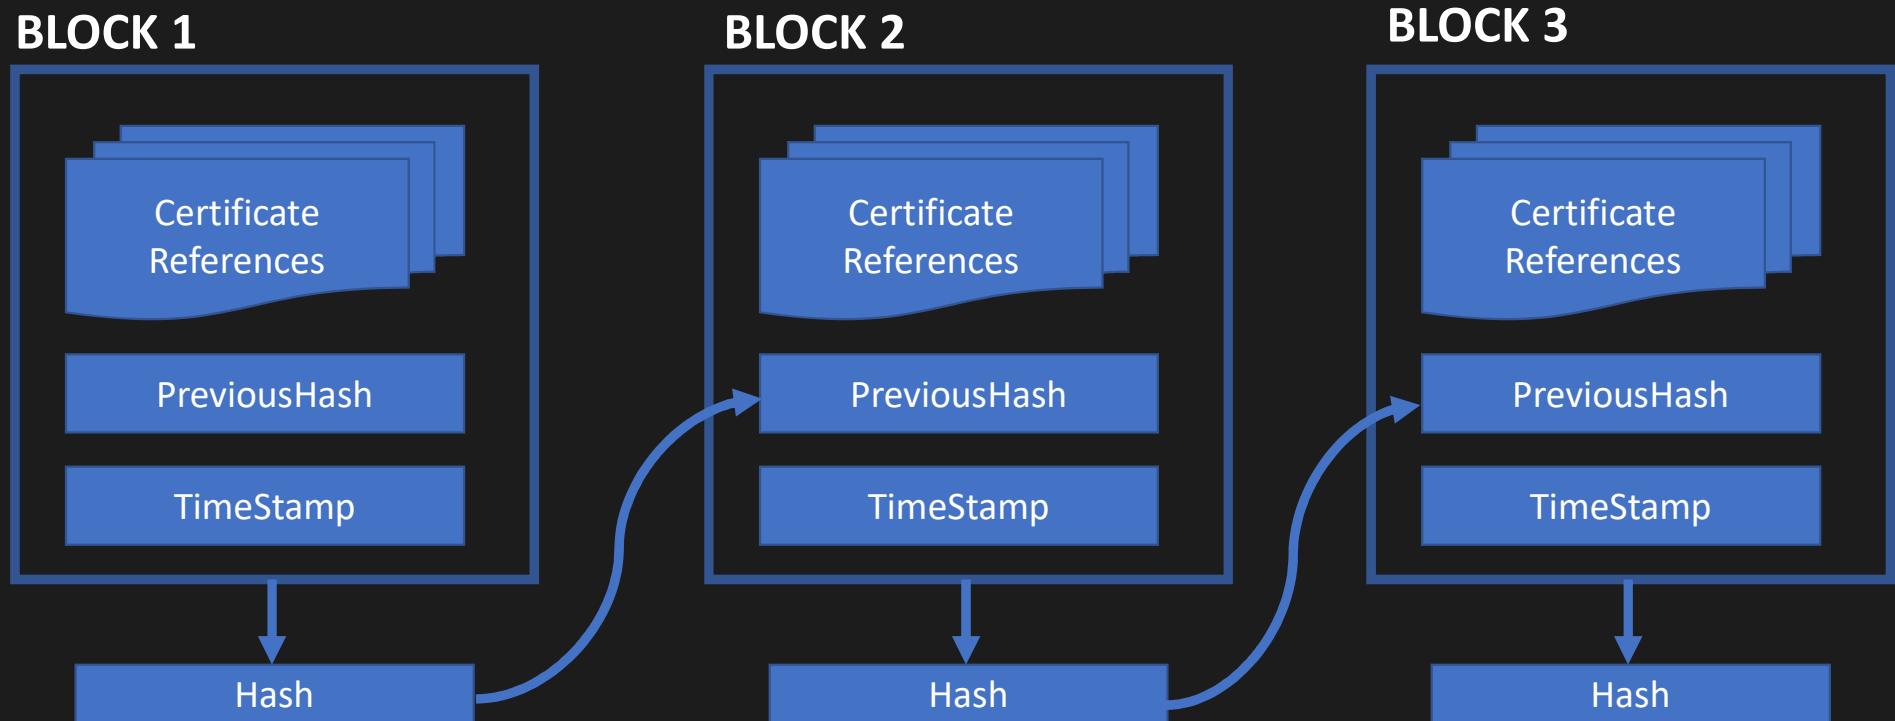 BLOCK 1
Certificate
References
PreviousHash
TimeStamp
Hash
BLOCK 2
Certificate
References
PreviousHash
TimeStamp
Hash
BLOCK 3
Certificate
References
PreviousHash
TimeStamp
Hash